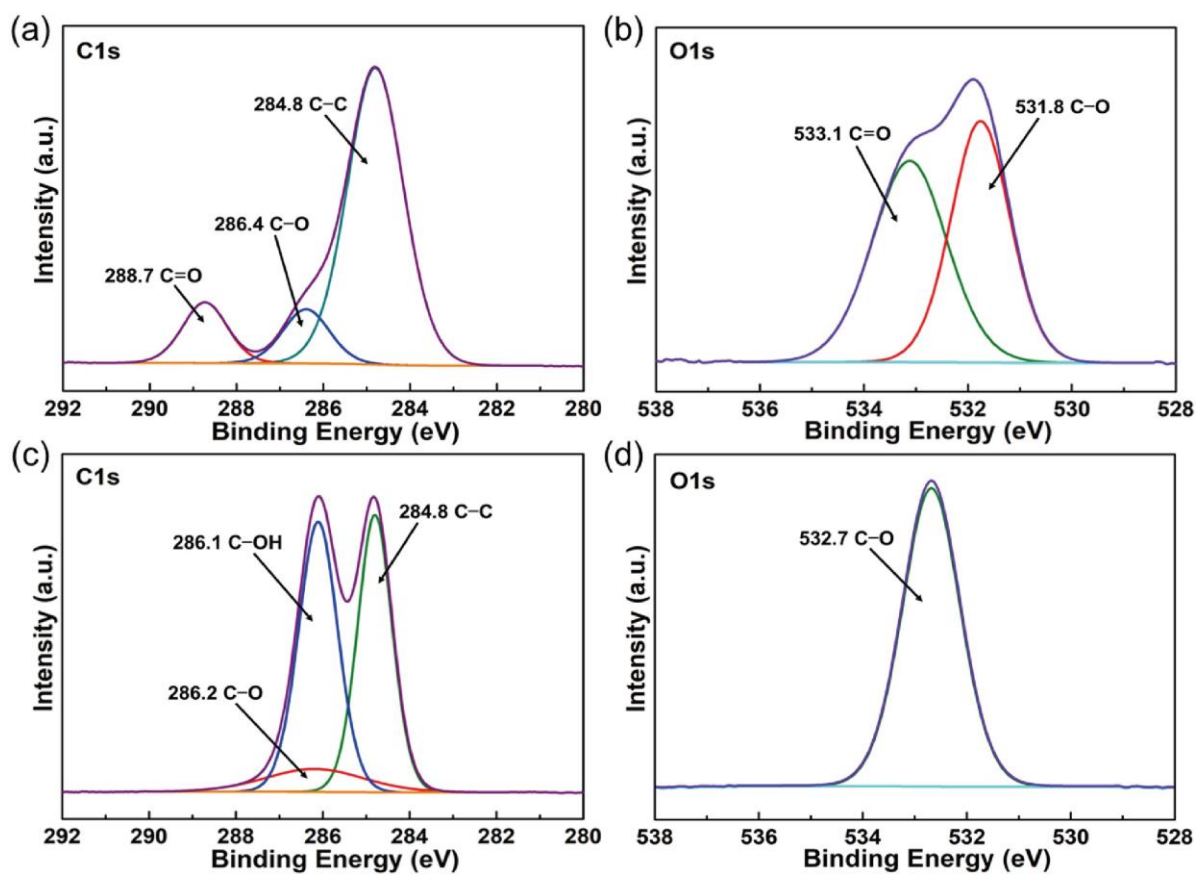 (a)
C1s
284.8 C−C
286.4 C−O
288.7 C=O
Intensity (a.u.)
292 290 288 286 284 282 280
Binding Energy (eV)
(b)
O1s
531.8 C−O
533.1 C=O
Intensity (a.u.)
538 536 534 532 530 528
Binding Energy (eV)
(c)
C1s
284.8 C−C
286.1 C−OH
286.2 C−O
Intensity (a.u.)
292 290 288 286 284 282 280
Binding Energy (eV)
(d)
O1s
532.7 C−O
Intensity (a.u.)
538 536 534 532 530 528
Binding Energy (eV)